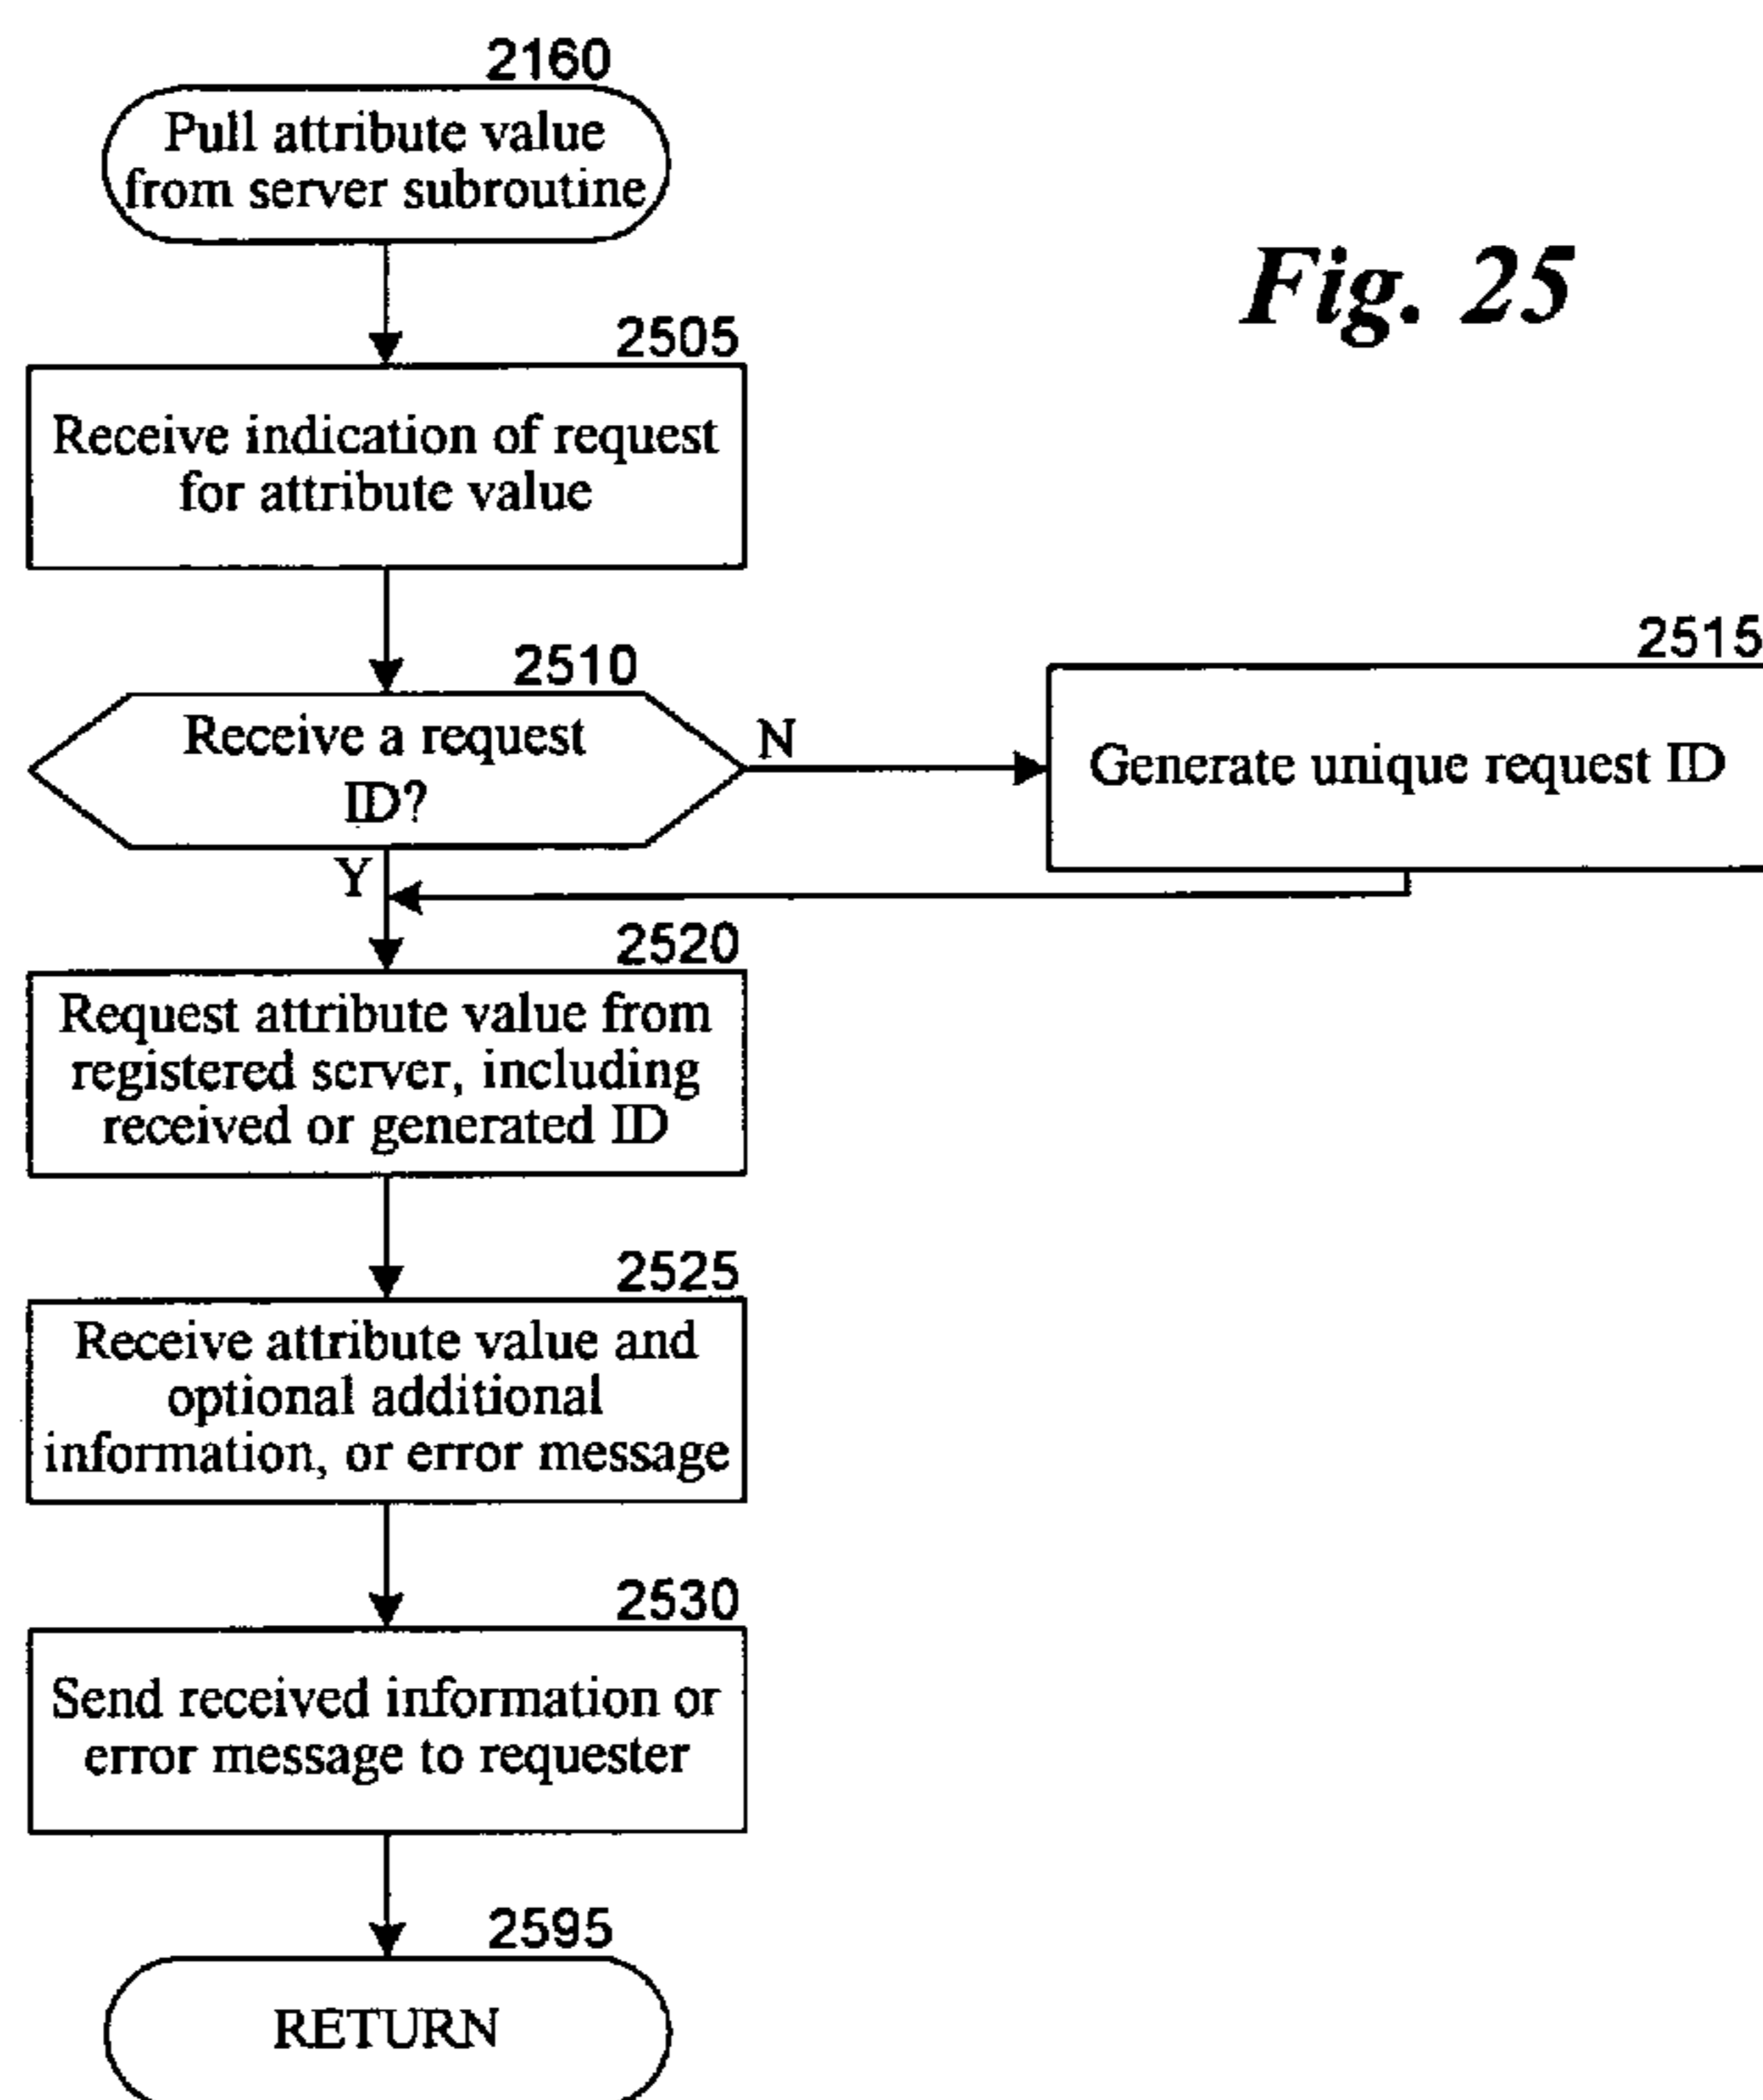 2160
Pull attribute value
from server subroutine
Fig. 25
2505
Receive indication of request
for attribute value
2510
Receive a request
ID?
N
2515
Generate unique request ID
Y
2520
Request attribute value from
registered server, including
received or generated ID
2525
Receive attribute value and
optional additional
information, or error message
2530
Send received information or
error message to requester
2595
RETURN